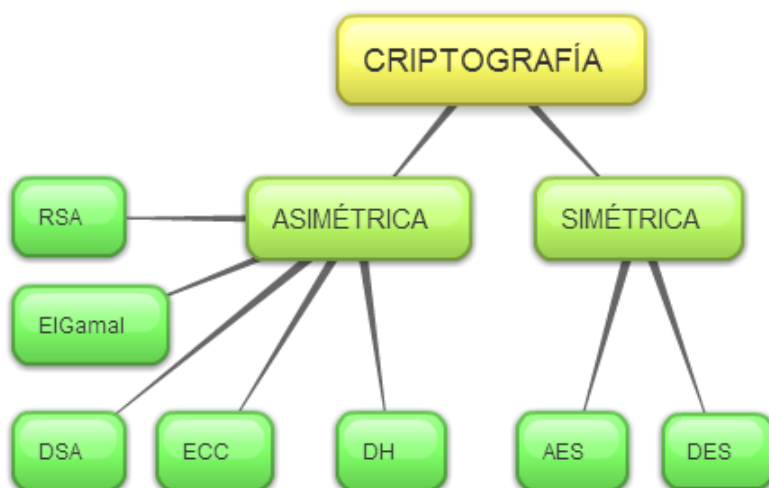 CRIPTOGRAFÍA
ASIMÉTRICA
SIMÉTRICA
RSA
ElGamal
DSA
ECC
DH
AES
DES